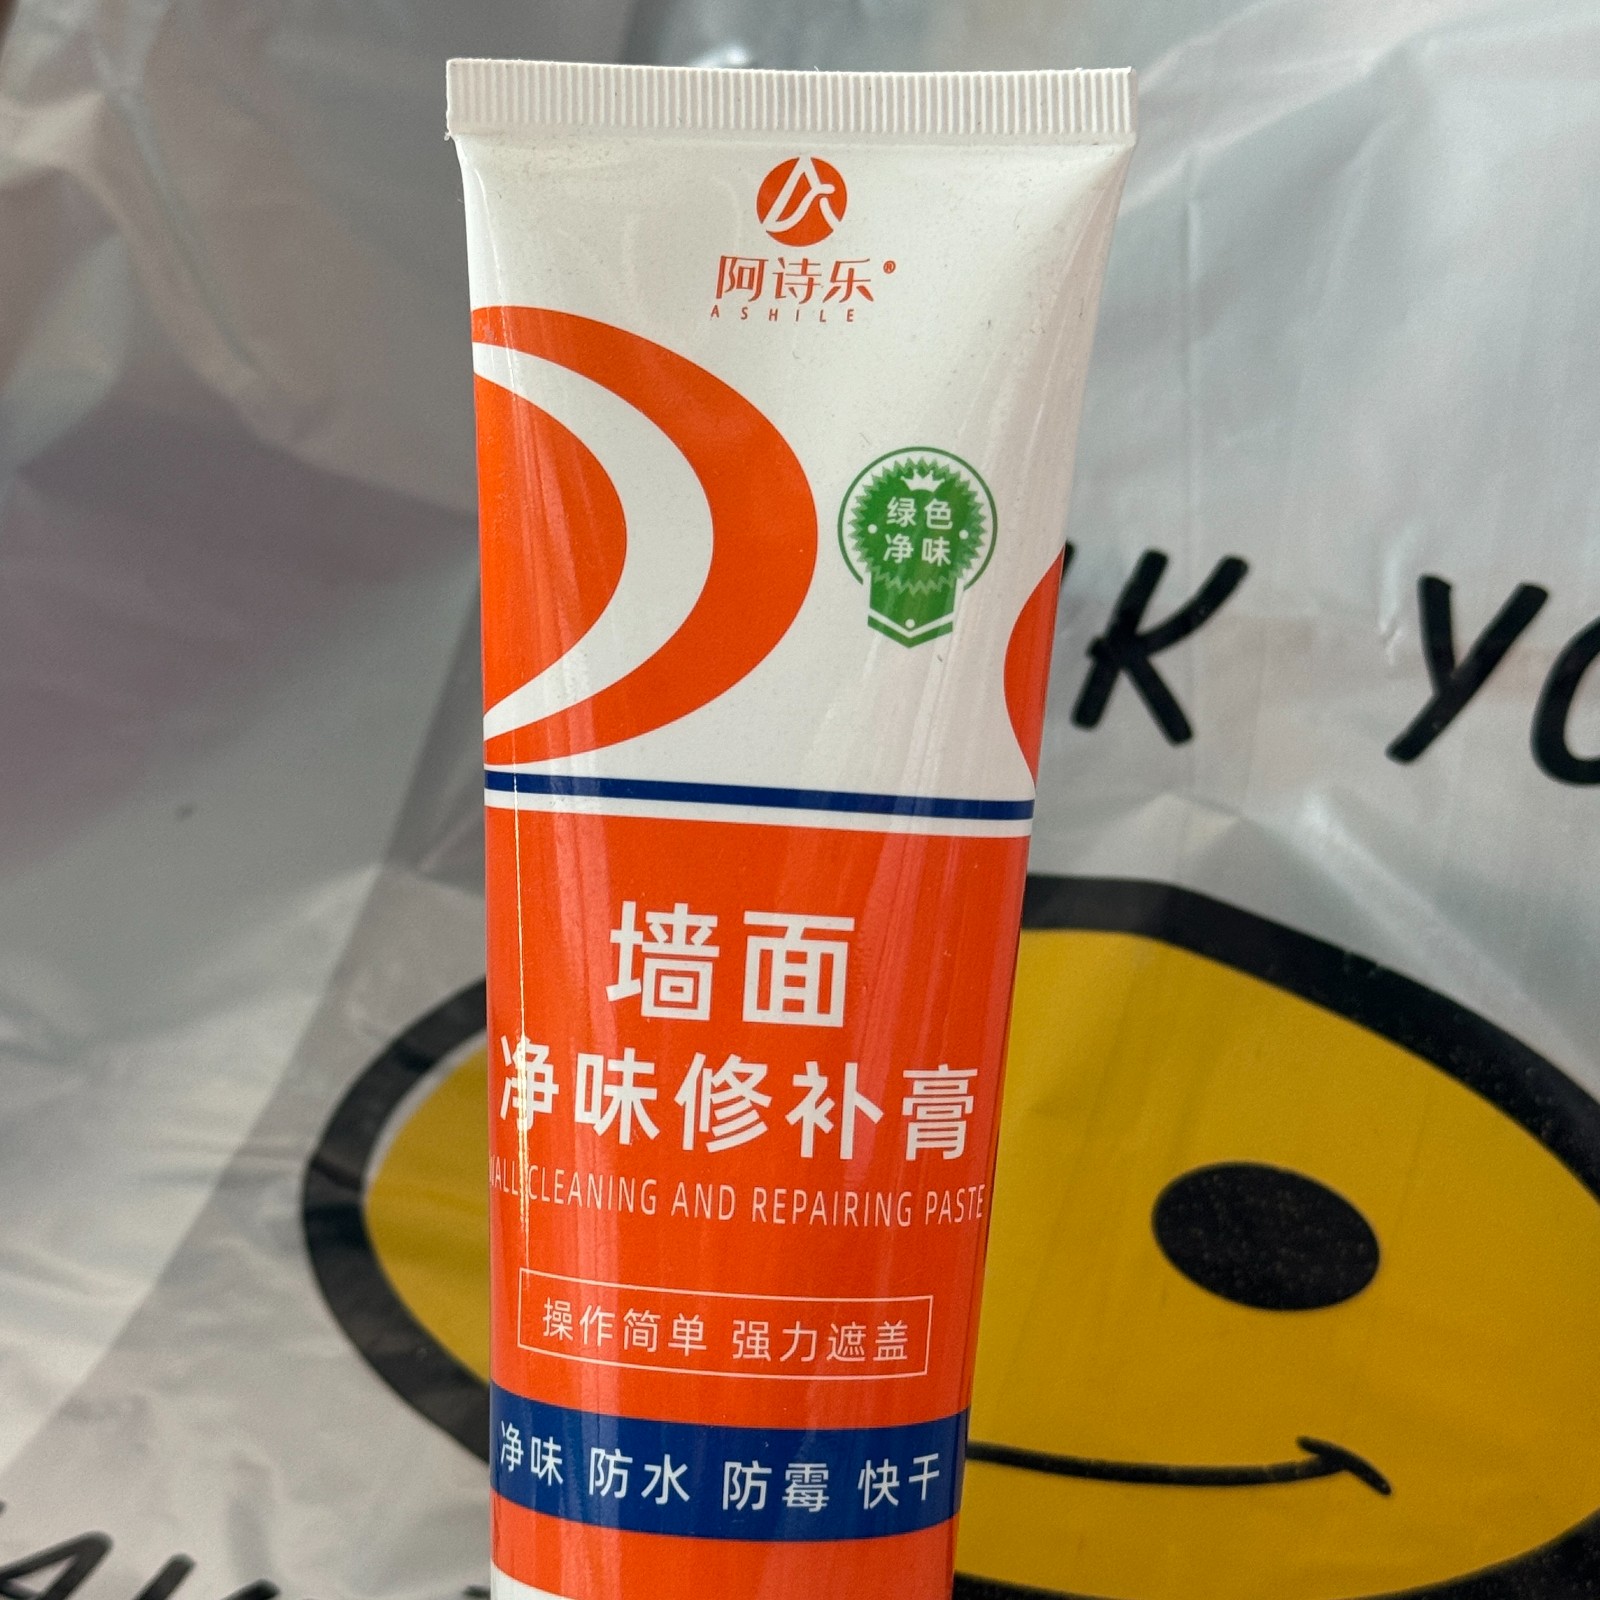 阿诗乐®
ASHILE
绿色
净味
墙面
净味修补膏
WALL CLEANING AND REPAIRING PASTE
操作简单 强力遮盖
净味 防水 防霉 快干